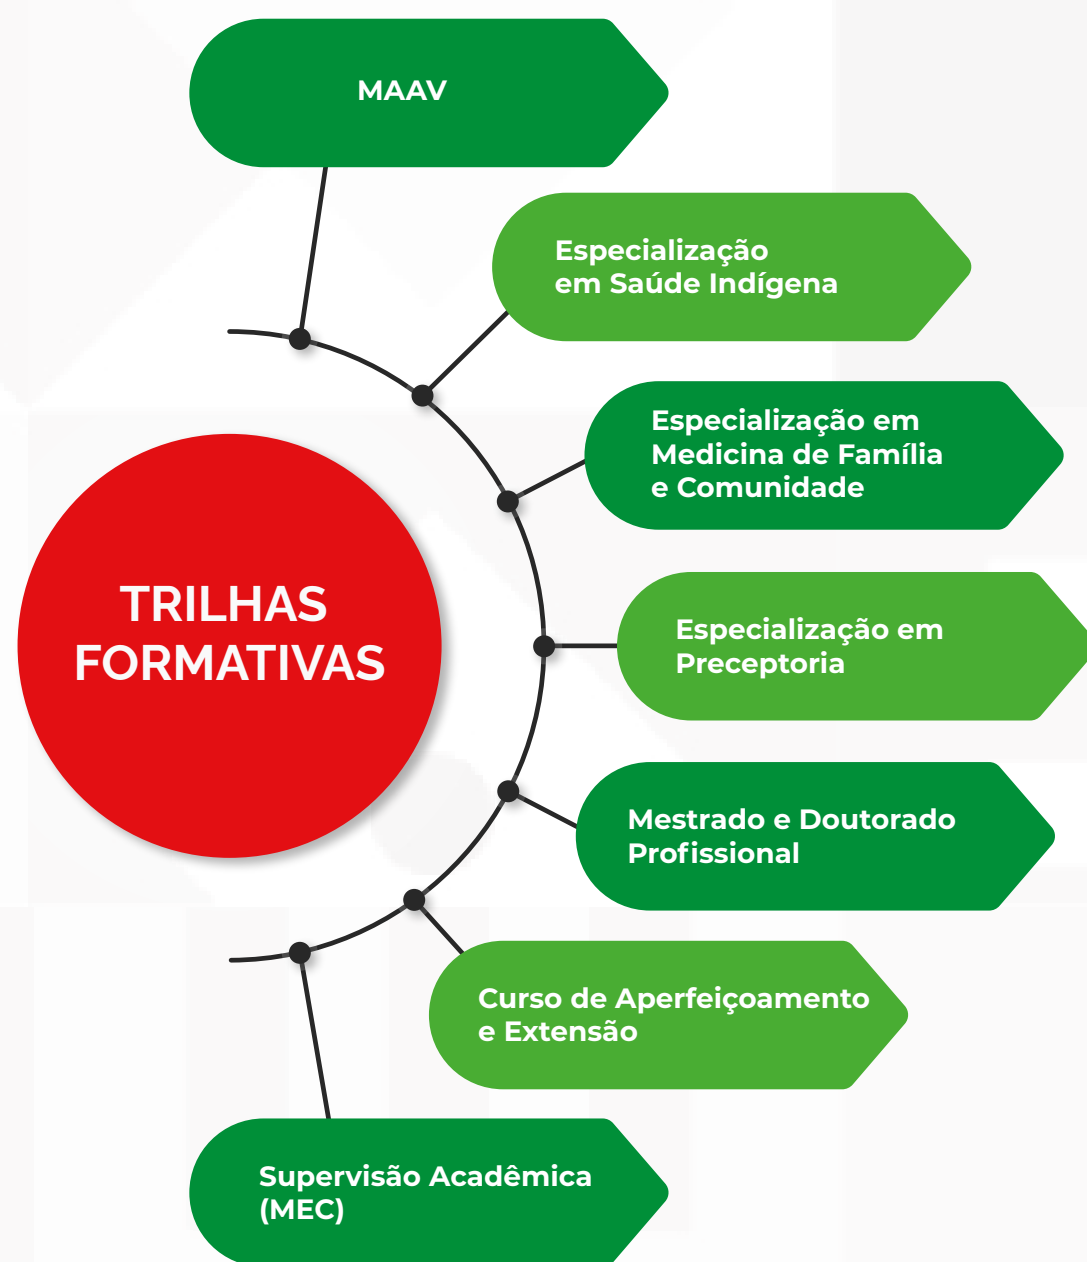 MAAV
Especialização
em Saúde Indígena
Especialização em
Medicina de Família
e Comunidade
TRILHAS
FORMATIVAS
Especialização em
Preceptoria
Mestrado e Doutorado
Profissional
Curso de Aperfeiçoamento
e Extensão
Supervisão Acadêmica
(MEC)